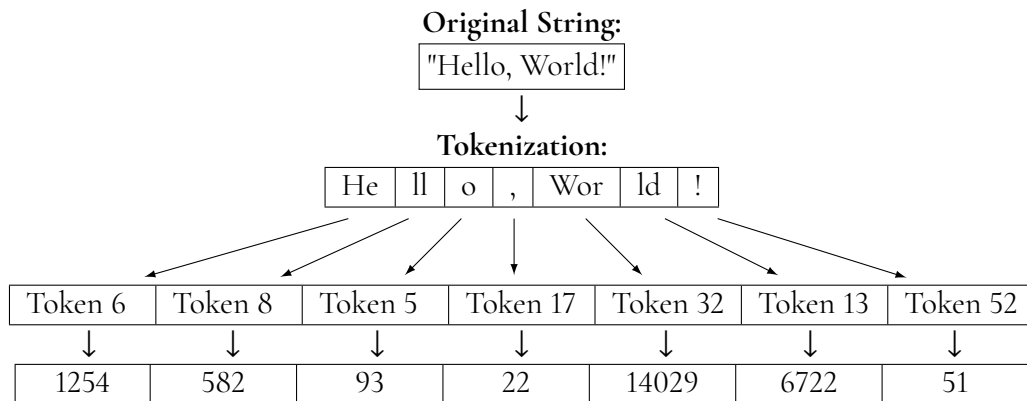 Original String:
"Hello, World!"
Tokenization:
He ll o , Wor ld !
Token 6 Token 8 Token 5 Token 17 Token 32 Token 13 Token 52
1254 582 93 22 14029 6722 51